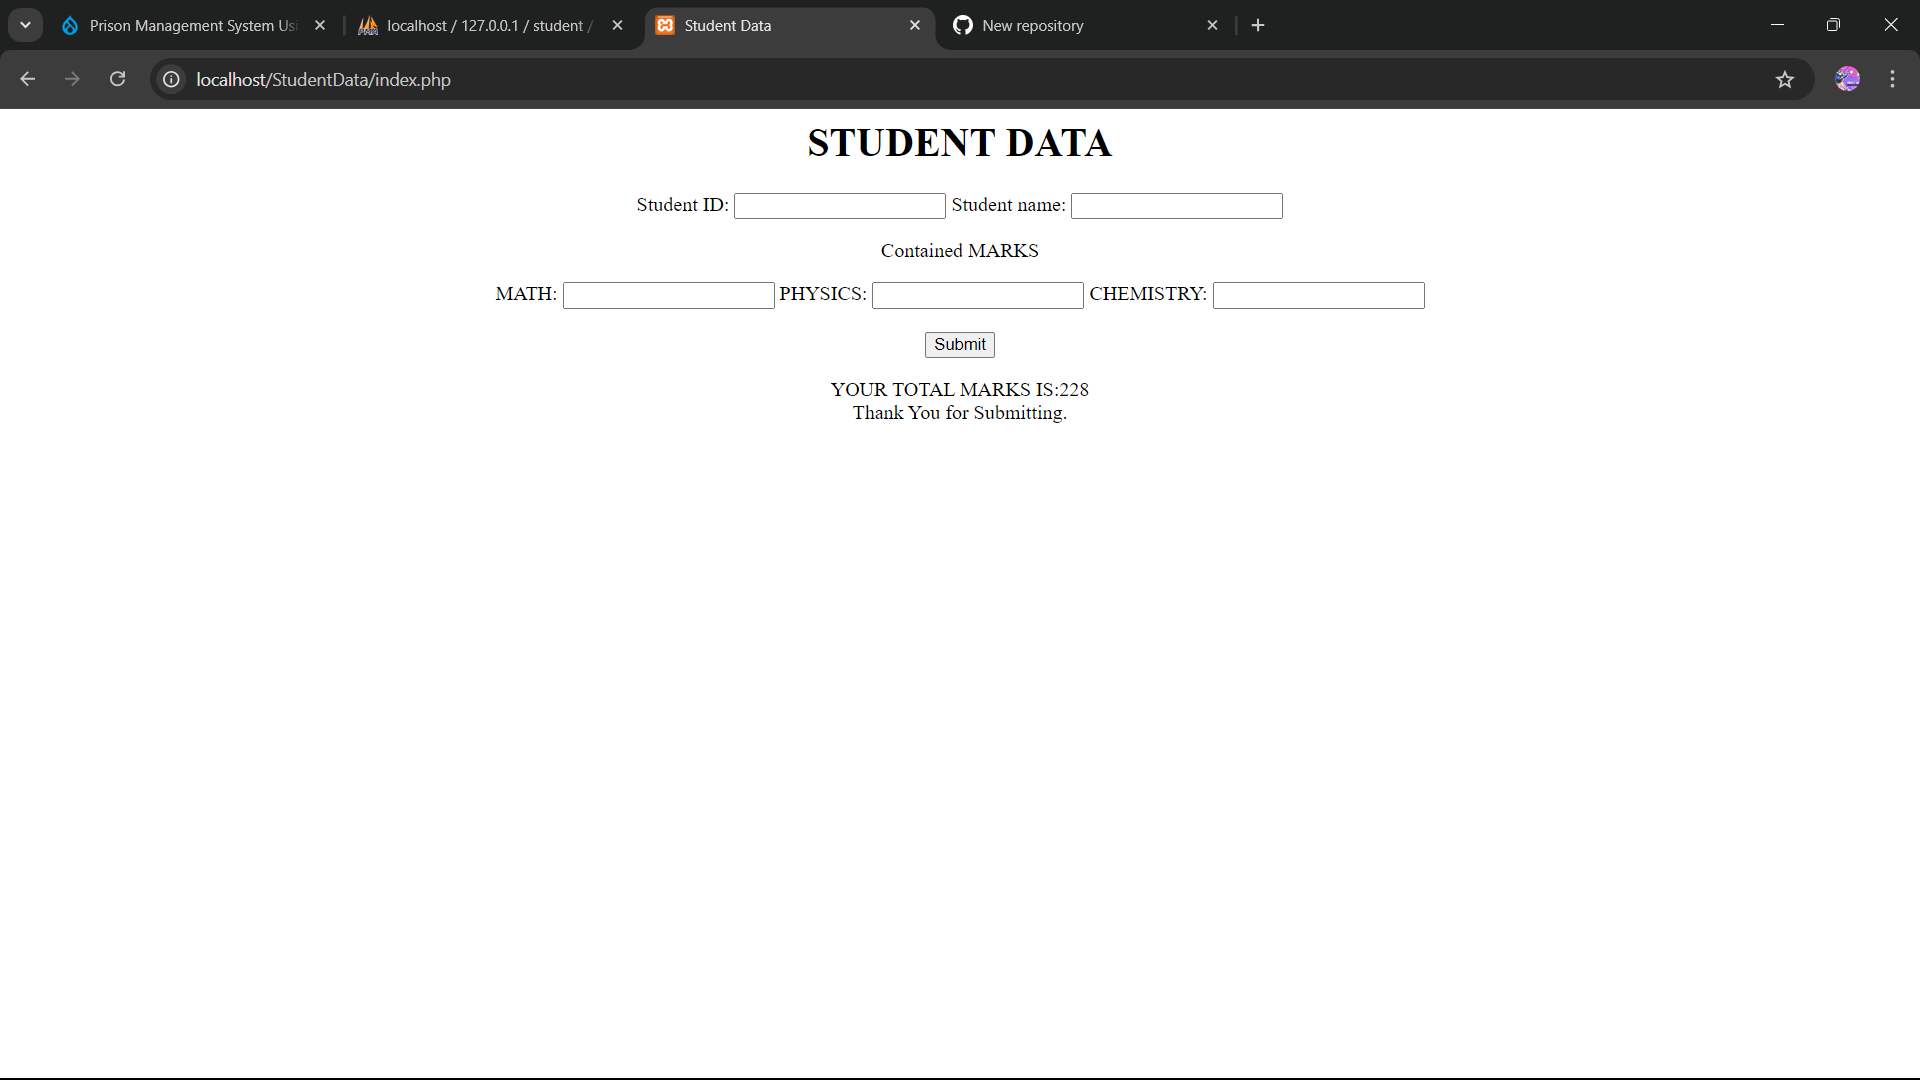 Prison Management System Usi
localhost / 127.0.0.1 / student /
Student Data
New repository
localhost/StudentData/index.php
STUDENT DATA
Student ID: Student name:
Contained MARKS
MATH: PHYSICS: CHEMISTRY:
Submit
YOUR TOTAL MARKS IS:228
Thank You for Submitting.